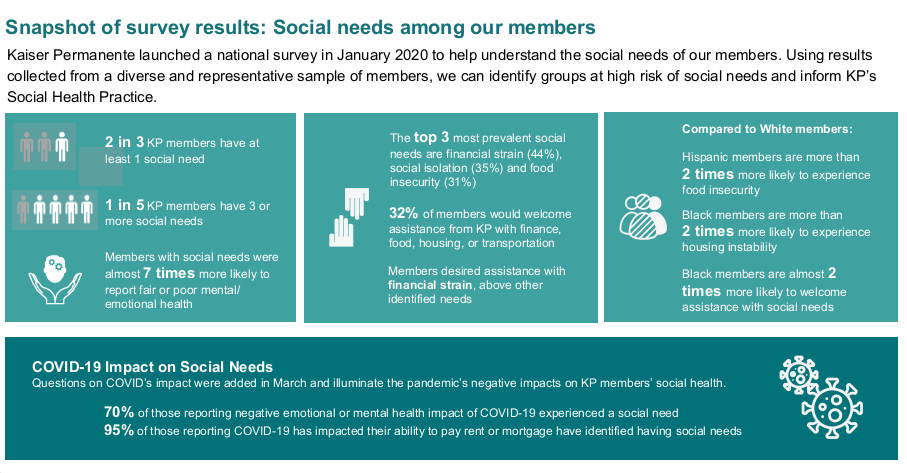 Snapshot of survey results: Social needs among our members
Kaiser Permanente launched a national survey in January 2020 to help understand the social needs of our members. Using results
collected from a diverse and representative sample of members, we can identify groups at high risk of social needs and inform KP's
Social Health Practice.
2 in 3 KP members have at
least 1 social need
1 in 5 KP members have 3 or
more social needs
Members with social needs were
almost 7 times more likely to
report fair or poor mental/
emotional health
The top 3 most prevalent social
needs are financial strain (44%),
social isolation (35%) and food
insecurity (31%)
32% of members would welcome
assistance from KP with finance,
food, housing, or transportation
Members desired assistance with
financial strain, above other
identified needs
Compared to White members:
Hispanic members are more than
2 times more likely to experience
food insecurity
Black members are more than
2 times more likely to experience
housing instability
Black members are almost 2
times more likely to welcome
assistance with social needs
COVID-19 Impact on Social Needs
Questions on COVID's impact were added in March and illuminate the pandemic's negative impacts on KP members' social health.
70% of those reporting negative emotional or mental health impact of COVID-19 experienced a social need
95% of those reporting COVID-19 has impacted their ability to pay rent or mortgage have identified having social needs